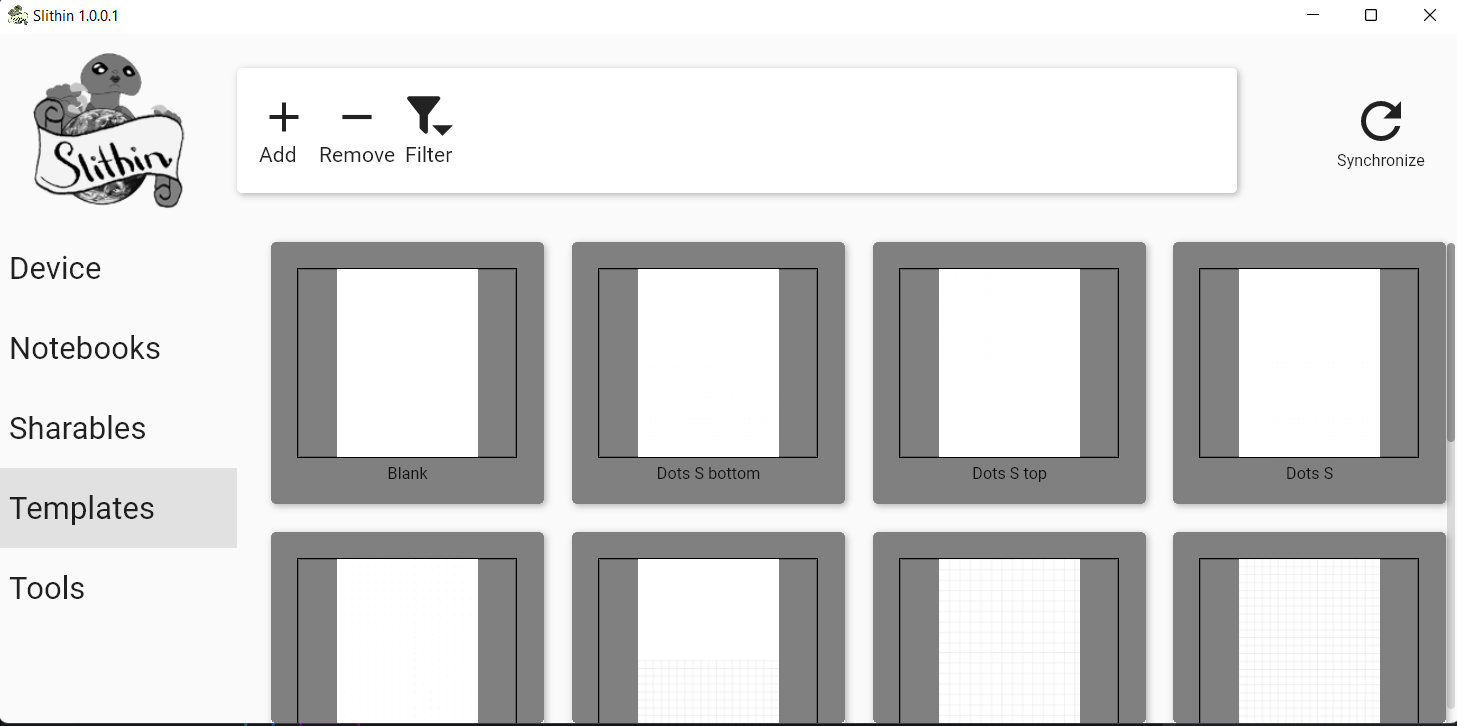 Slithin 1.0.0.1
Slithin
Add Remove Filter
Synchronize
Device
Notebooks
Sharables
Templates
Tools
Blank
Dots S bottom
Dots S top
Dots S